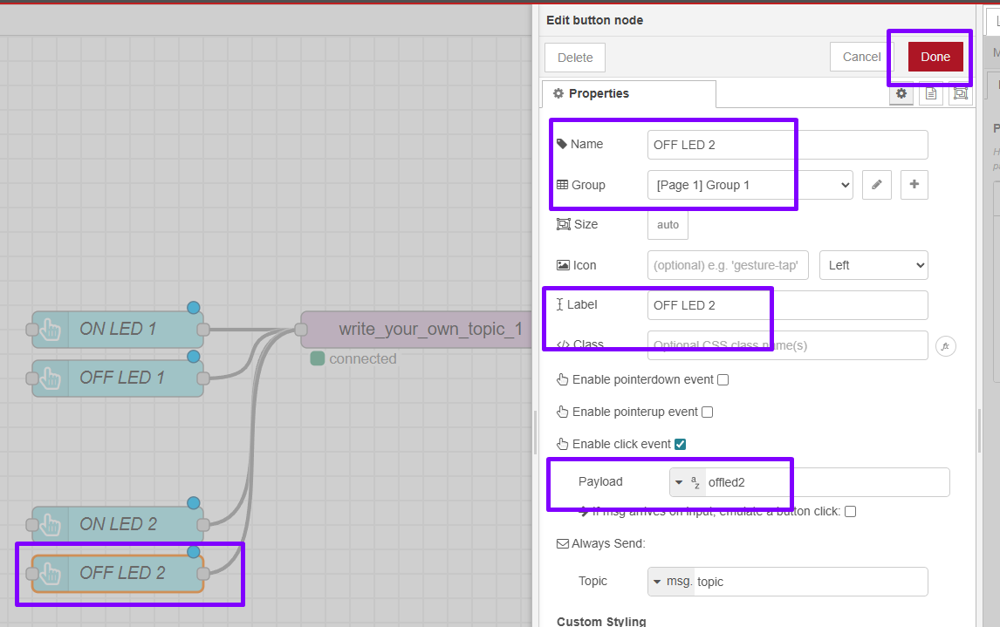 Edit button node
Delete
Cancel
Done
Properties
Name
OFF LED 2
Group
[Page 1] Group 1
Size
auto
Icon
(optional) e.g. 'gesture-tap'
Left
Label
OFF LED 2
Class
Optional CSS class name(s)
Enable pointerdown event
Enable pointerup event
Enable click event
Payload
a
z
offled2
If msg arrives on input, emulate a button click:
Always Send:
Topic
msg. topic
Custom Styling
ON LED 1
OFF LED 1
write_your_own_topic_1
connected
ON LED 2
OFF LED 2